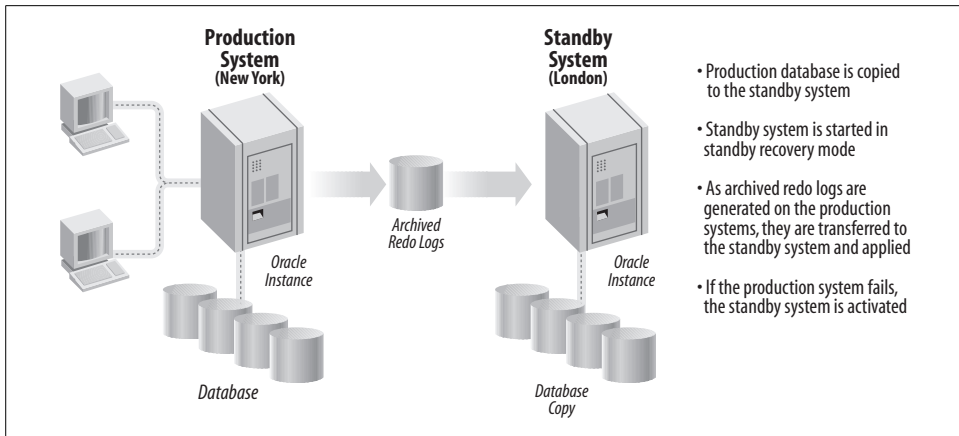 Production
System
(New York)
Standby
System
(London)
Archived
Redo Logs
Oracle
Instance
Oracle
Instance
Database
Database
Copy
• Production database is copied
to the standby system
• Standby system is started in
standby recovery mode
• As archived redo logs are
generated on the production
systems, they are transferred to
the standby system and applied
• If the production system fails,
the standby system is activated